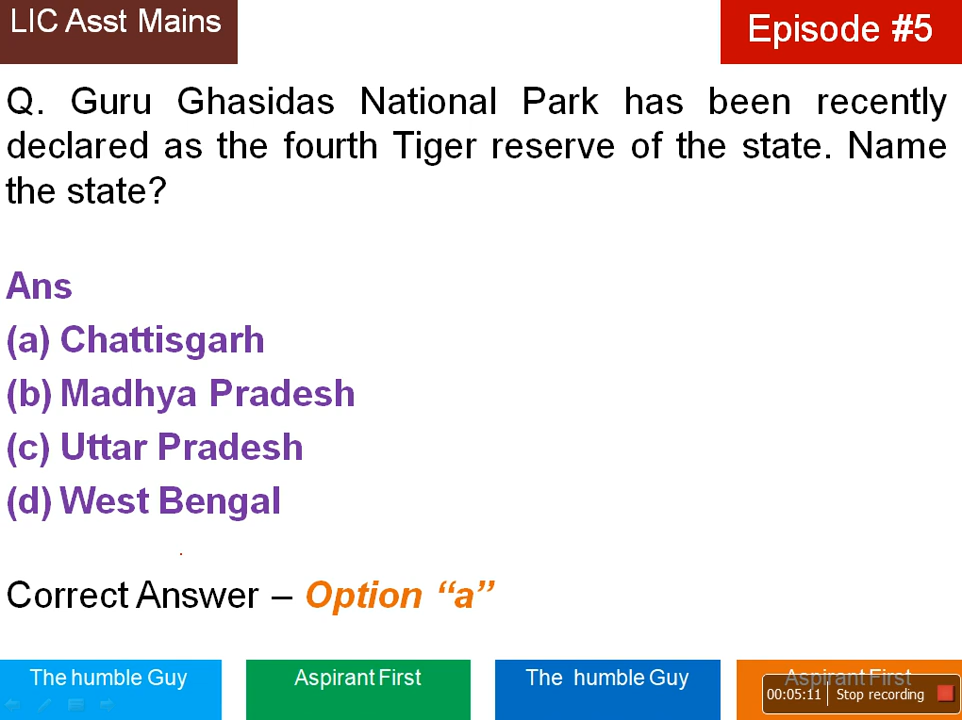 LIC Asst Mains
Episode #5
Q. Guru Ghasidas National Park has been recently
declared as the fourth Tiger reserve of the state. Name
the state?
Ans
(a) Chattisgarh
(b) Madhya Pradesh
(c) Uttar Pradesh
(d) West Bengal
Correct Answer – Option “a”
The humble Guy
Aspirant First
The humble Guy
Aspirant First
00:05:11 Stop recording